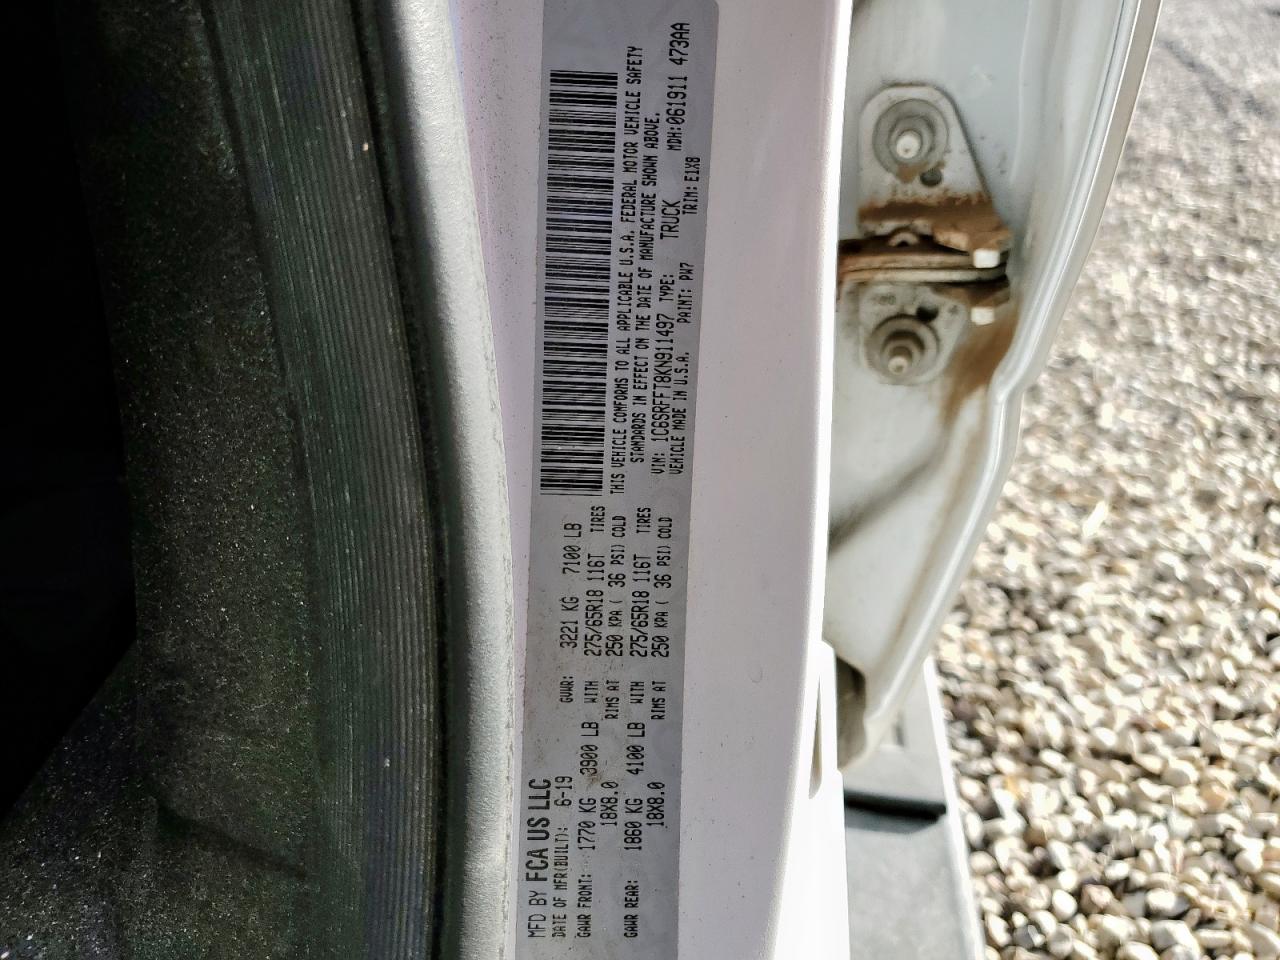 MFD BY FCA US LLC
DATE OF MFR(BUILT): 6-19 GVWR: 3221 KG 7100 LB
GAWR FRONT: 1770 KG 3900 LB WITH 275/65R18 116T TIRES
18X8.0 RIMS AT 250 KPA ( 36 PSI) COLD
GAWR REAR: 1860 KG 4100 LB WITH 275/65R18 116T TIRES
18X8.0 RIMS AT 250 KPA ( 36 PSI) COLD
THIS VEHICLE CONFORMS TO ALL APPLICABLE U.S.A. FEDERAL MOTOR VEHICLE SAFETY
STANDARDS IN EFFECT ON THE DATE OF MANUFACTURE SHOWN ABOVE.
VIN: 1C6SRFFT8KN911497 TYPE: TRUCK MDH:061911 473AA
VEHICLE MADE IN U.S.A. PAINT: PW7 TRIM: E1X8